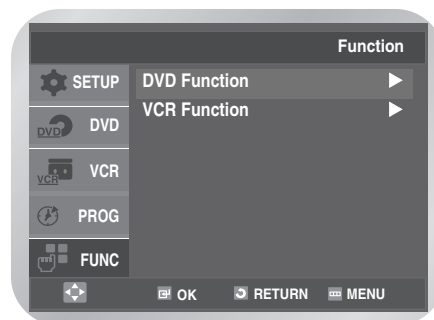 Function
SETUP
DVD Function
VCR Function
DVD DVD
VCR VCR
PROG
FUNC
OK RETURN MENU